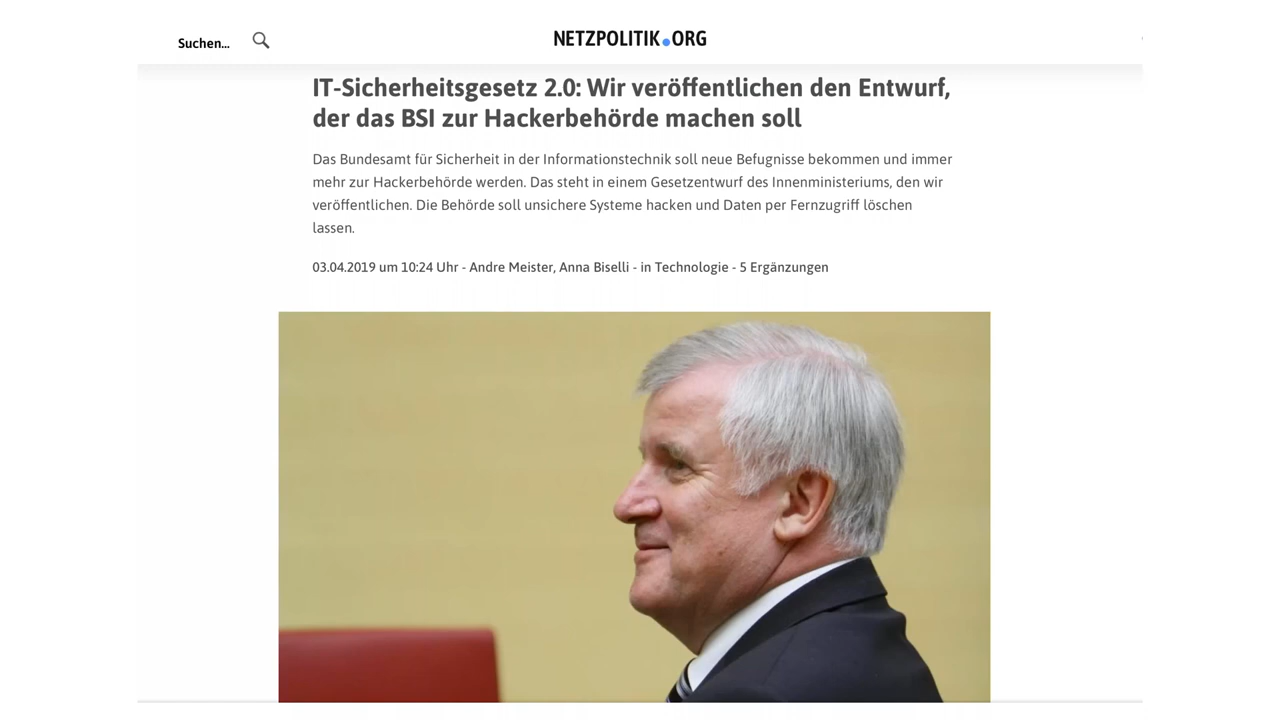 Suchen...
NETZPOLITIK.ORG
IT-Sicherheitsgesetz 2.0: Wir veröffentlichen den Entwurf,
der das BSI zur Hackerbehörde machen soll
Das Bundesamt für Sicherheit in der Informationstechnik soll neue Befugnisse bekommen und immer
mehr zur Hackerbehörde werden. Das steht in einem Gesetzentwurf des Innenministeriums, den wir
veröffentlichen. Die Behörde soll unsichere Systeme hacken und Daten per Fernzugriff löschen
lassen.
03.04.2019 um 10:24 Uhr - Andre Meister, Anna Biselli - in Technologie - 5 Ergänzungen